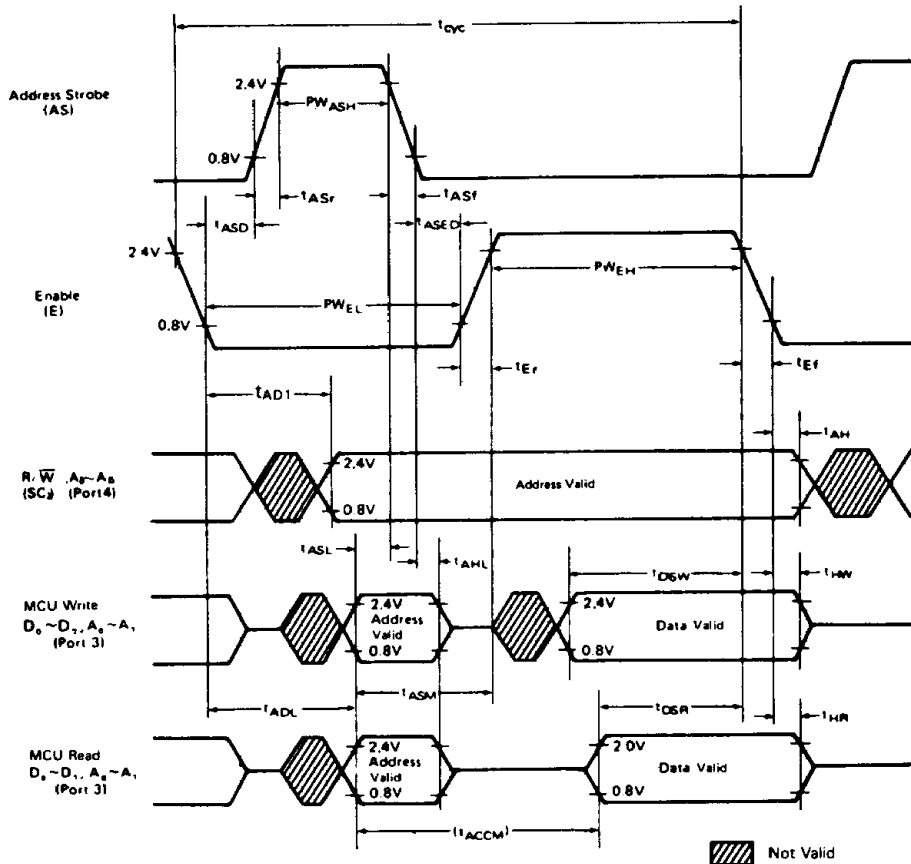 tcyc
Address Strobe
(AS)
2.4V
PWASH
0.8V
tASr
tASf
tASD
tASED
2.4V
Enable
(E)
PWEH
PWEL
0.8V
tEr
tEf
tAD1
tAH
R/W̅, A8~A15
(Port4)
2.4V
Address Valid
0.8V
tASL
tAHL
tDSW
tHW
MCU Write
D0~D7, A0~A7
(Port 3)
2.4V
Address
Valid
0.8V
2.4V
Data Valid
0.8V
tASM
tADL
tDSR
tHR
MCU Read
D0~D7, A0~A7
(Port 3)
2.4V
Address
Valid
0.8V
2.0V
Data Valid
0.8V
(tACCM)
Not Valid